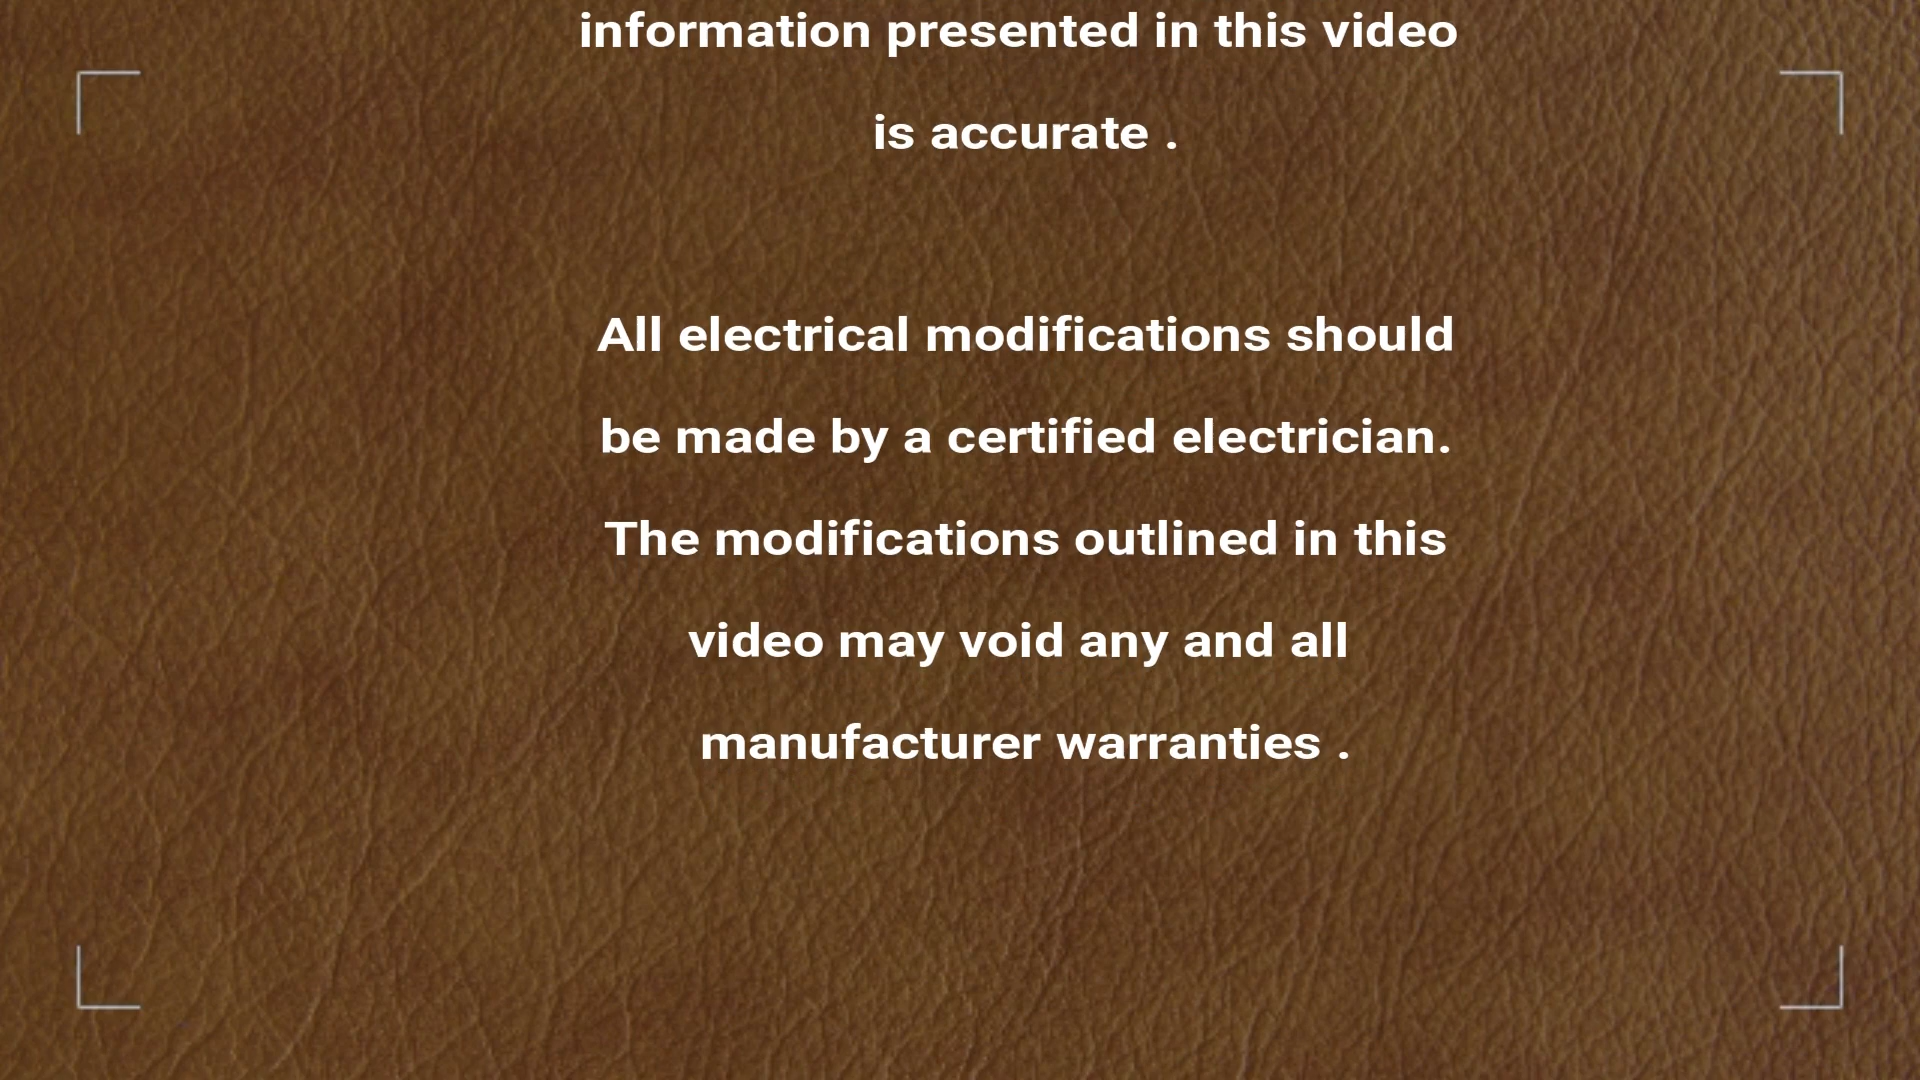 information presented in this video
is accurate .
All electrical modifications should
be made by a certified electrician.
The modifications outlined in this
video may void any and all
manufacturer warranties .